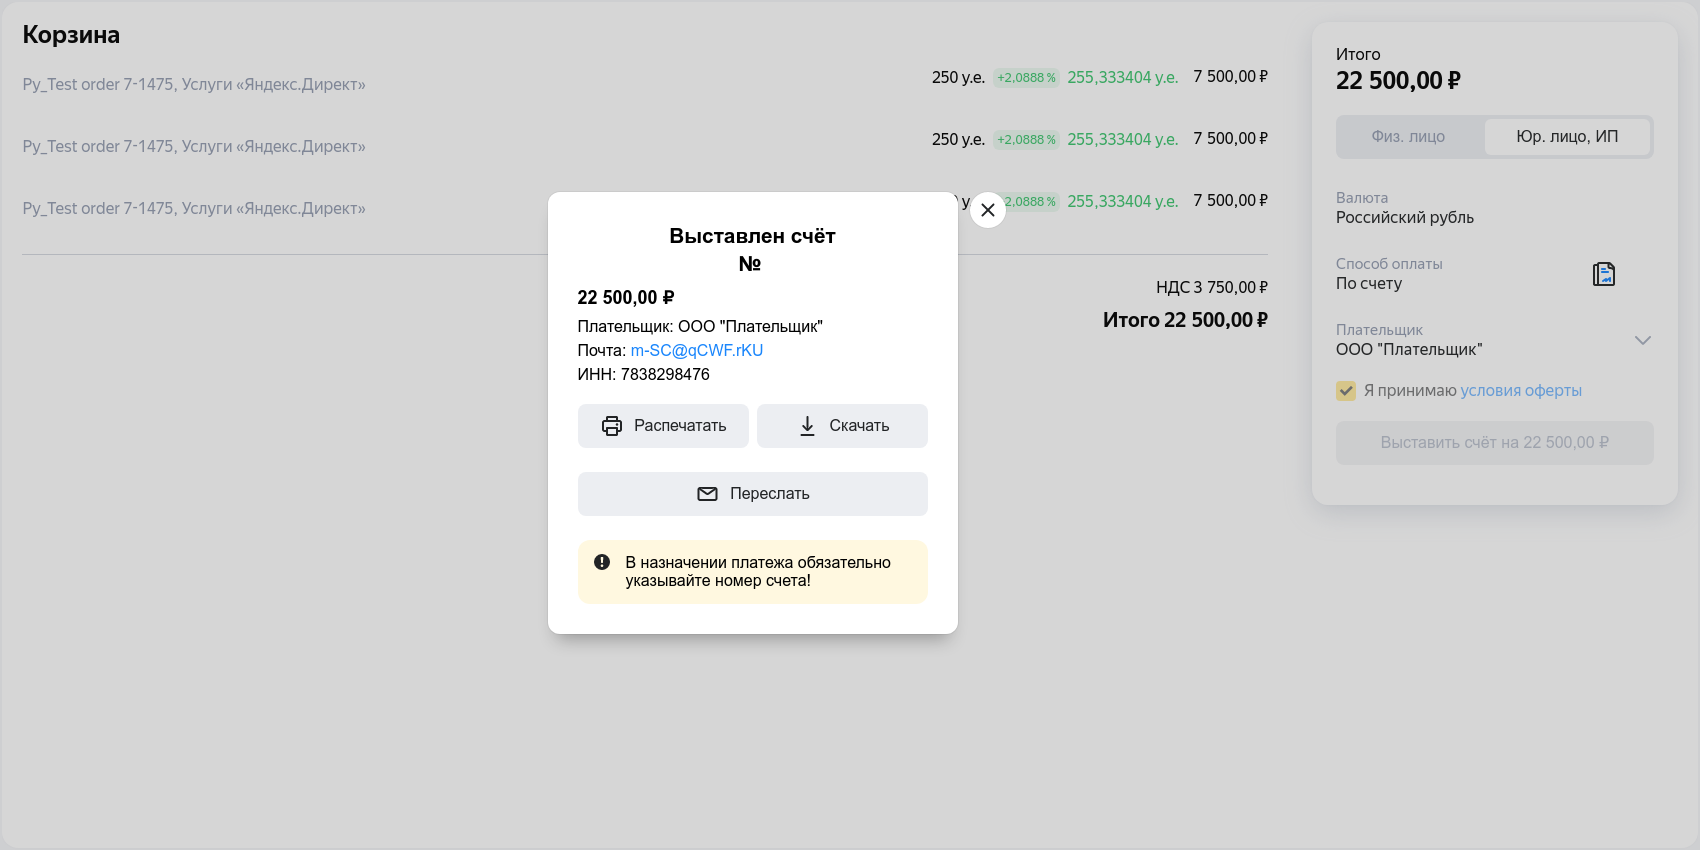 Корзина
Py_Test order 7-1475, Услуги «Яндекс.Директ»
250 у.е. +2,0888 % 255,333404 у.е. 7 500,00 ₽
Py_Test order 7-1475, Услуги «Яндекс.Директ»
250 у.е. +2,0888 % 255,333404 у.е. 7 500,00 ₽
Py_Test order 7-1475, Услуги «Яндекс.Директ»
2,0888 % 255,333404 у.е. 7 500,00 ₽
НДС 3 750,00 ₽
Итого 22 500,00 ₽
Выставлен счёт
№
22 500,00 ₽
Плательщик: ООО "Плательщик"
Почта: m-SC@qCWF.rKU
ИНН: 7838298476
Распечатать
Скачать
Переслать
В назначении платежа обязательно
указывайте номер счета!
Итого
22 500,00 ₽
Физ. лицо
Юр. лицо, ИП
Валюта
Российский рубль
Способ оплаты
По счету
Плательщик
ООО "Плательщик"
Я принимаю условия оферты
Выставить счёт на 22 500,00 ₽